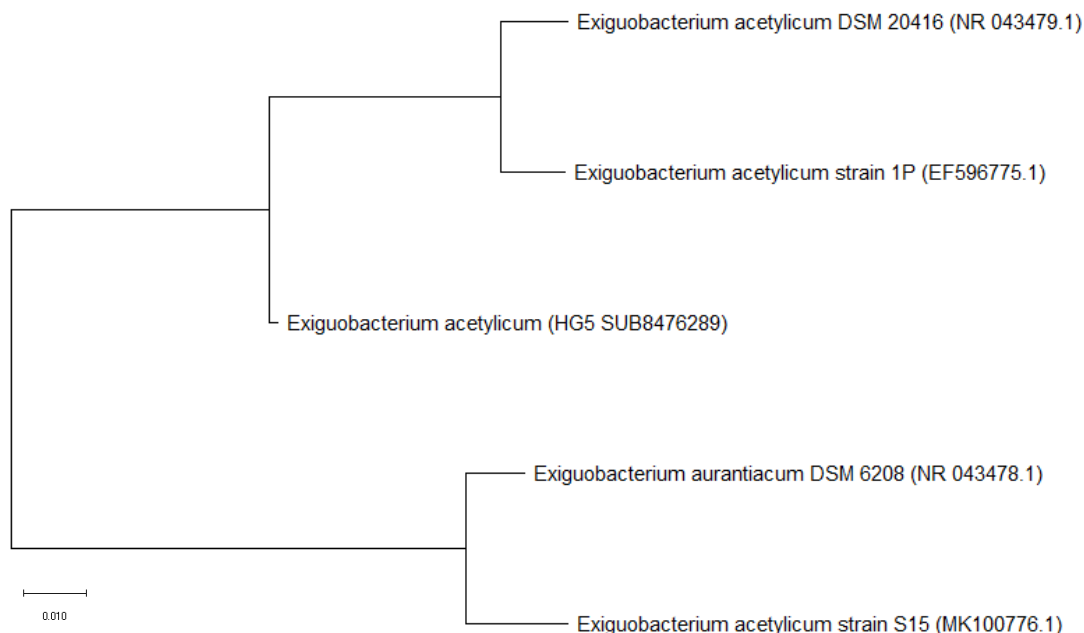 Exiguobacterium acetylicum DSM 20416 (NR 043479.1)
Exiguobacterium acetylicum strain 1P (EF596775.1)
Exiguobacterium acetylicum (HG5 SUB8476289)
Exiguobacterium aurantiacum DSM 6208 (NR 043478.1)
0.010
Exiguobacterium acetylicum strain S15 (MK100776.1)